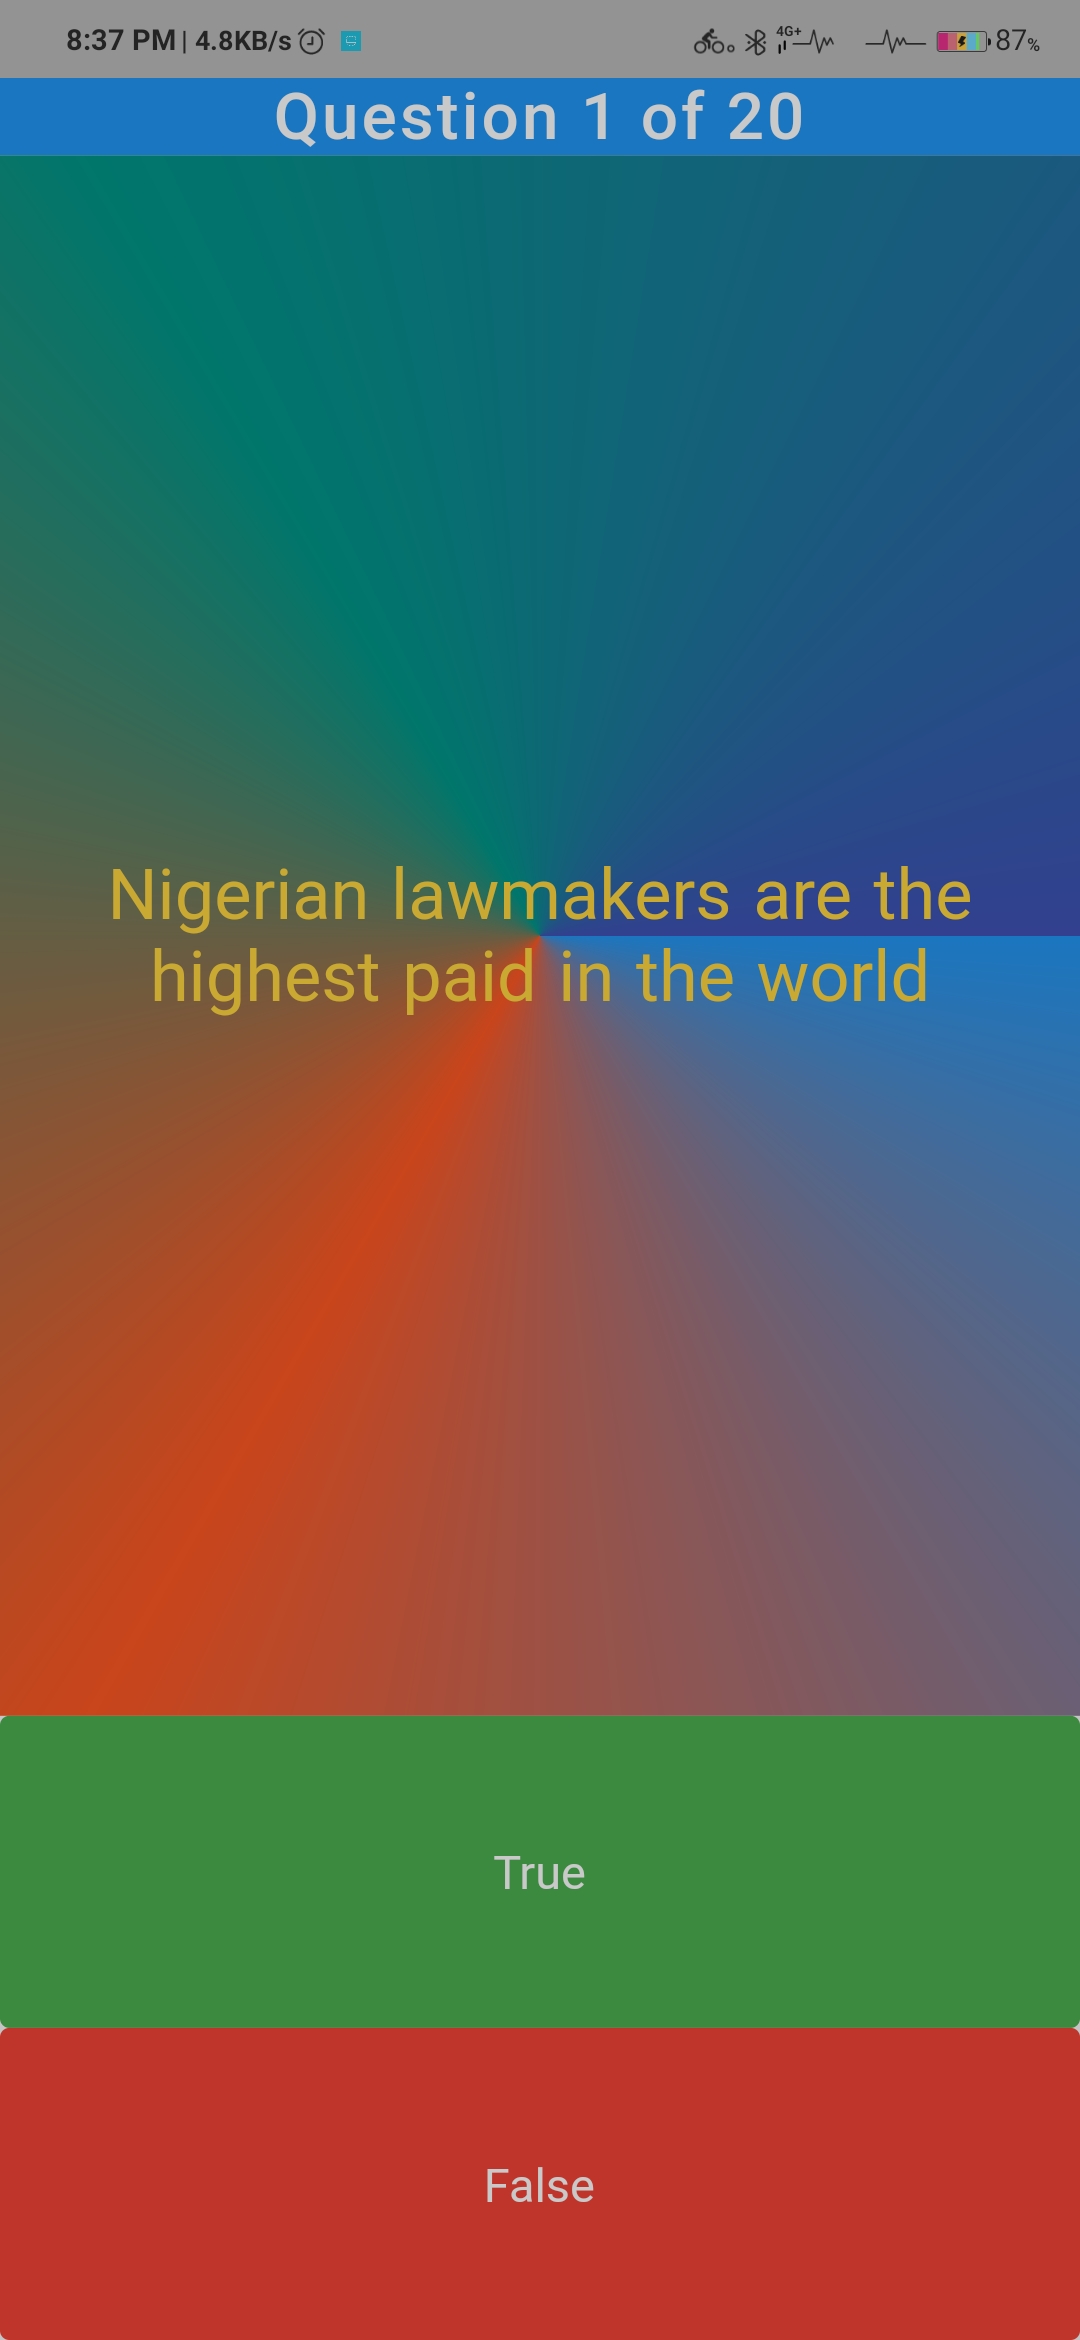 8:37 PM | 4.8KB/s 4G+ 87%
Question 1 of 20
Nigerian lawmakers are the
highest paid in the world
True
False